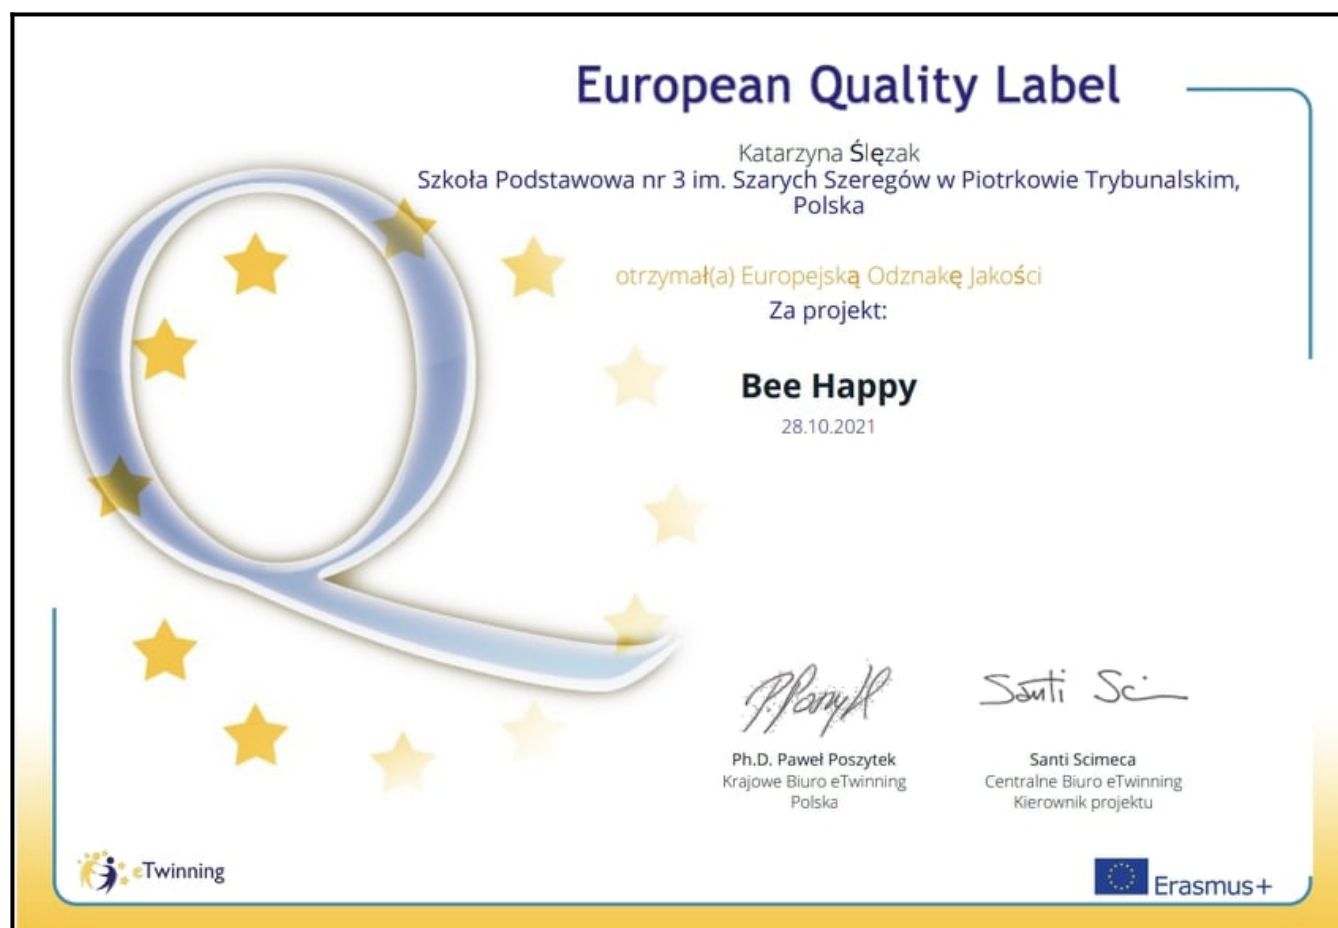 European Quality Label
Katarzyna Ślęzak
Szkoła Podstawowa nr 3 im. Szarych Szeregów w Piotrkowie Trybunalskim,
Polska
otrzymał(a) Europejską Odznakę Jakości
Za projekt:
Bee Happy
28.10.2021
Santi Sci
Ph.D. Paweł Poszytek
Krajowe Biuro eTwinning
Polska
Santi Scimeca
Centralne Biuro eTwinning
Kierownik projektu
eTwinning
Erasmus+